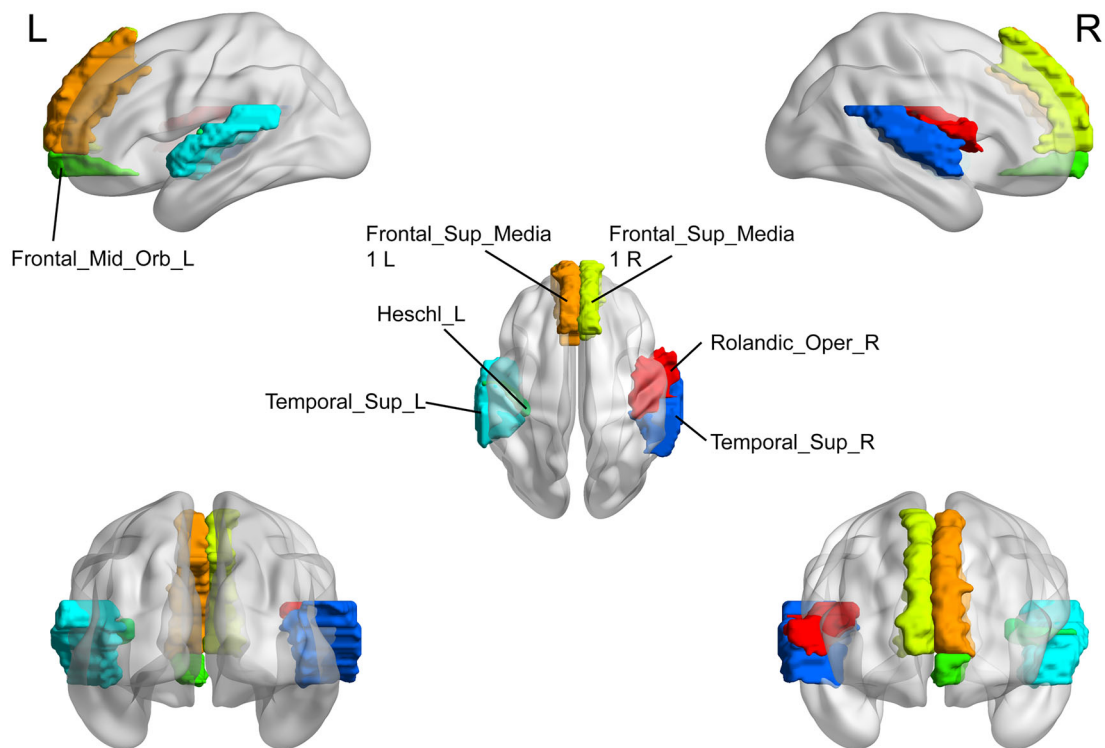 L
R
Frontal_Mid_Orb_L
Frontal_Sup_Media
1 L
Frontal_Sup_Media
1 R
Heschl_L
Rolandic_Oper_R
Temporal_Sup_L
Temporal_Sup_R